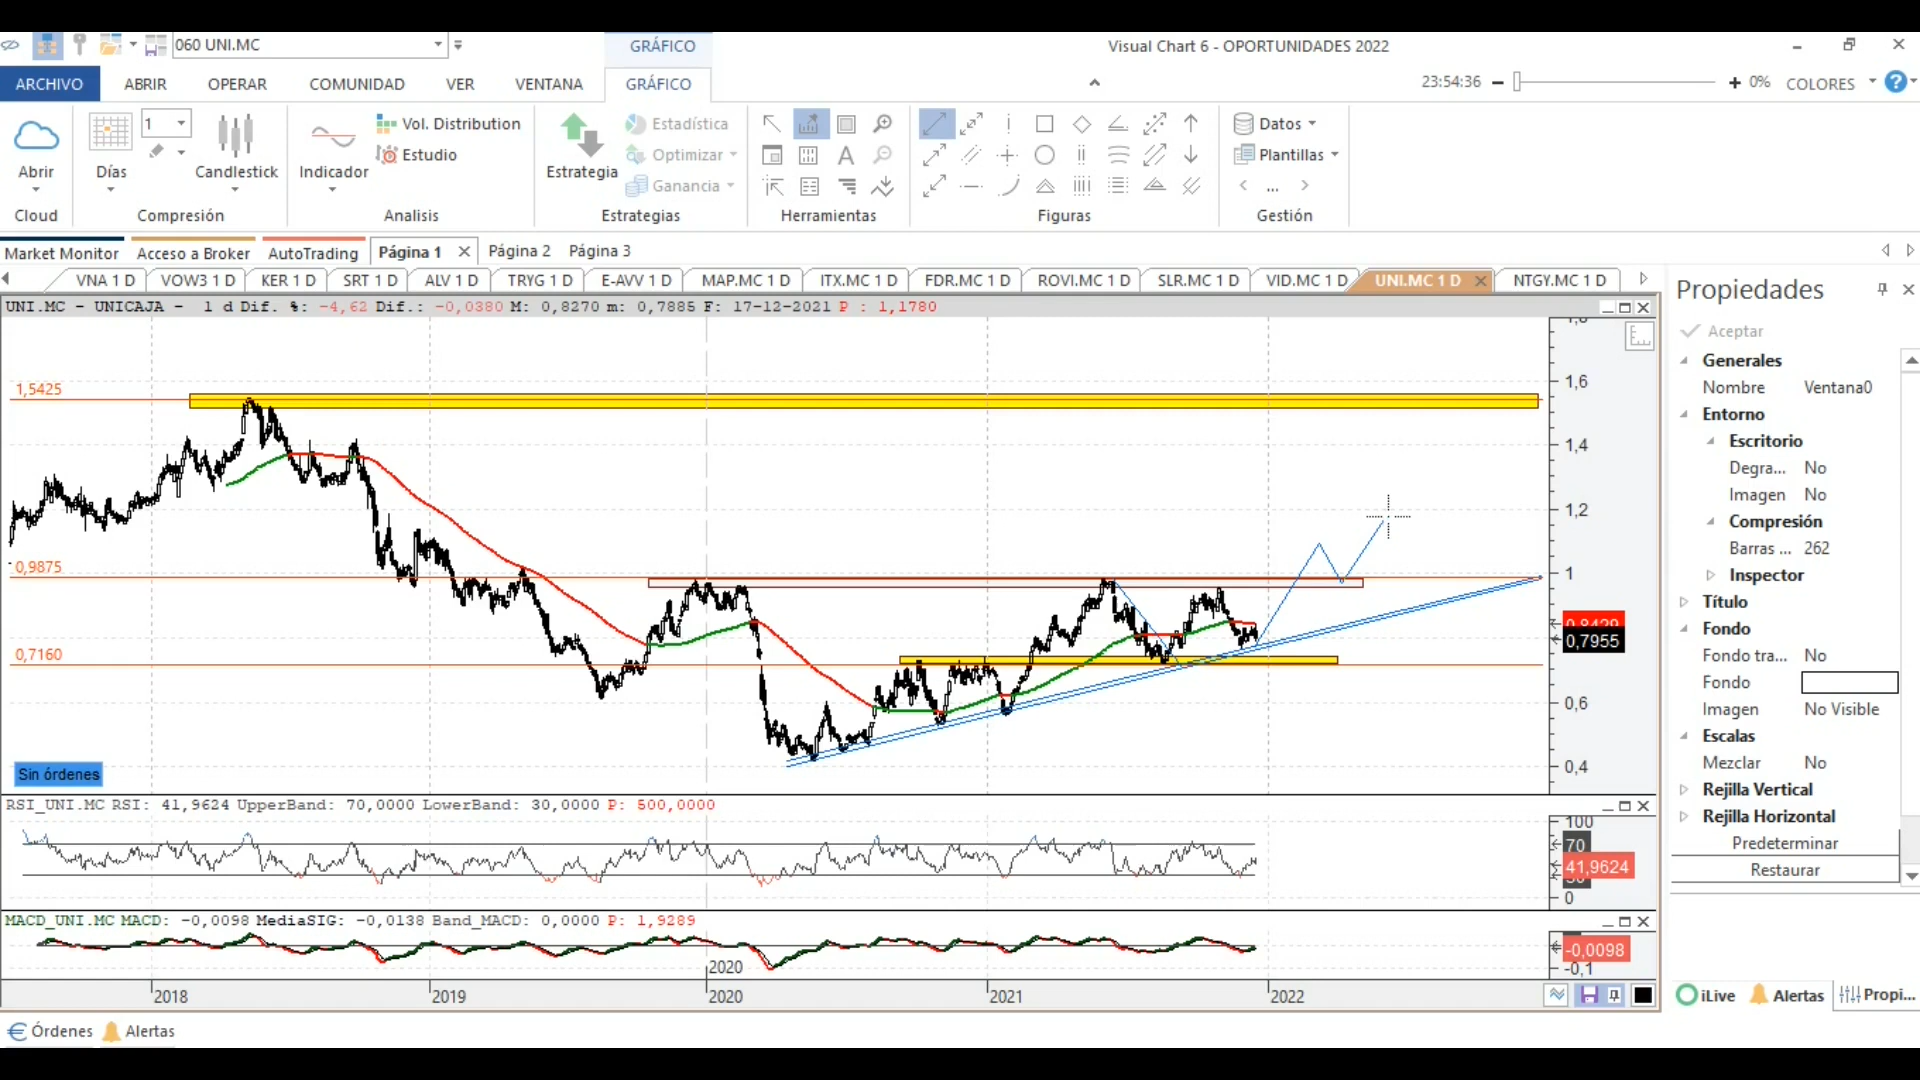 060 UNI.MC
GRÁFICO
Visual Chart 6 - OPORTUNIDADES 2022
ARCHIVO ABRIR OPERAR COMUNIDAD VER VENTANA GRÁFICO
23:54:36 0% COLORES
1 Vol. Distribution Estadística Datos
Estudio Optimizar Plantillas
Abrir Días Candlestick Indicador Estrategia Ganancia ...
Cloud Compresión Analisis Estrategias Herramientas Figuras Gestión
Market Monitor Acceso a Broker AutoTrading Página 1 Página 2 Página 3
VNA 1 D VOW3 1 D KER 1 D SRT 1 D ALV 1 D TRYG 1 D E-AVV 1 D MAP.MC 1 D ITX.MC 1 D FDR.MC 1 D ROVI.MC 1 D SLR.MC 1 D VID.MC 1 D UNI.MC 1 D NTGY.MC 1 D
UNI.MC - UNICAJA - 1 d Dif. %: -4,62 Dif.: -0,0380 M: 0,8270 m: 0,7885 F: 17-12-2021 P : 1,1780
1,5425
0,9875
0,7160
1,6
1,4
1,2
1
0,8429
0,7955
0,6
0,4
Sin órdenes
RSI_UNI.MC RSI: 41,9624 UpperBand: 70,0000 LowerBand: 30,0000 P: 500,0000
100
70
41,9624
0
MACD_UNI.MC MACD: -0,0098 MediaSIG: -0,0138 Band_MACD: 0,0000 P: 1,9289
-0,0098
-0,1
2020
2018 2019 2020 2021 2022
Órdenes Alertas
Propiedades
Aceptar
Generales
Nombre Ventana0
Entorno
Escritorio
Degra... No
Imagen No
Compresión
Barras ... 262
Inspector
Título
Fondo
Fondo tra... No
Fondo
Imagen No Visible
Escalas
Mezclar No
Rejilla Vertical
Rejilla Horizontal
Predeterminar
Restaurar
iLive Alertas Propi...